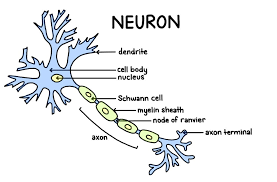 NEURON
dendrite
cell body
nucleus
Schwann cell
myelin sheath
node of ranvier
axon terminal
axon